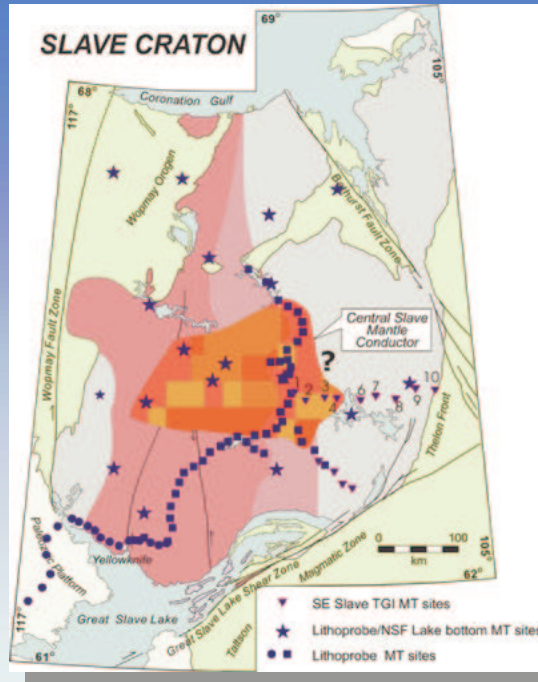 SLAVE CRATON
69°
105°
68°
117°
Coronation Gulf
Wopmay Orogen
Bathurst Fault Zone
Wopmay Fault Zone
Central Slave
Mantle
Conductor
?
1
2
3
4
6
7
8
9
10
Thelon Front
Paleozoic Platform
Yellowknife
Great Slave Lake
Great Slave Lake Shear Zone
Taltson
Magmatic Zone
0
100
km
105°
62°
117°
61°
SE Slave TGI MT sites
Lithoprobe/NSF Lake bottom MT sites
Lithoprobe MT sites